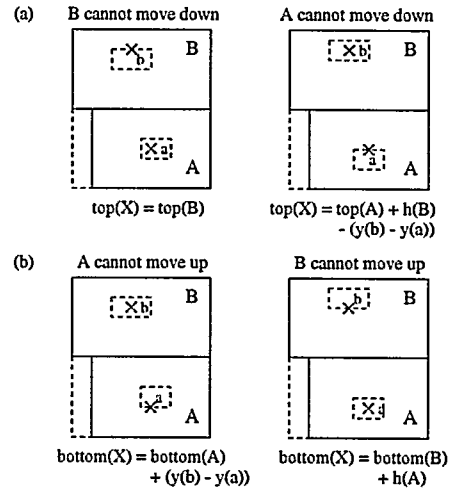 (a) B cannot move down A cannot move down
B B
b b
a a
A A
top(X) = top(B) top(X) = top(A) + h(B)
- (y(b) - y(a))
(b) A cannot move up B cannot move up
B B
b b
a
A A
bottom(X) = bottom(A) bottom(X) = bottom(B)
+ (y(b) - y(a)) + h(A)